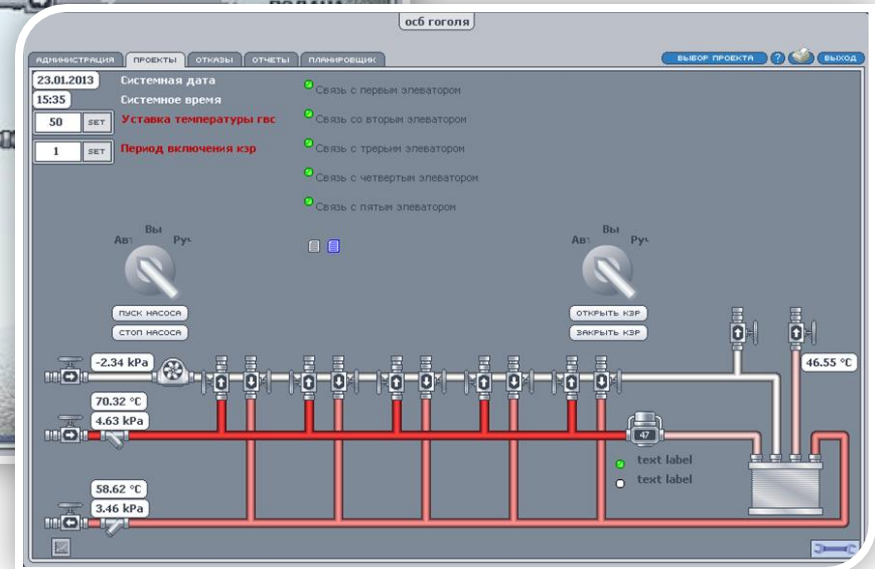 осб гоголя
АДМИНИСТРАЦИЯ ПРОЕКТЫ ОТКАЗЫ ОТЧЕТЫ ПЛАНИРОВЩИК ВЫБОР ПРОЕКТА ? ВЫХОД
23.01.2013 Системная дата
15:35 Системное время
50 SET Уставка температуры гвс
1 SET Период включения кэр
Связь с первым элеватором
Связь со вторым элеватором
Связь с трерьим элеватором
Связь с четвертым элеватором
Связь с пятым элеватором
Авт Вы Руч
ПУСК НАСОСА
СТОП НАСОСА
Авт Вы Руч
ОТКРЫТЬ КЗР
ЗАКРЫТЬ КЗР
-2.34 kPa
46.55 °C
70.32 °C
4.63 kPa
47
text label
text label
58.62 °C
3.46 kPa